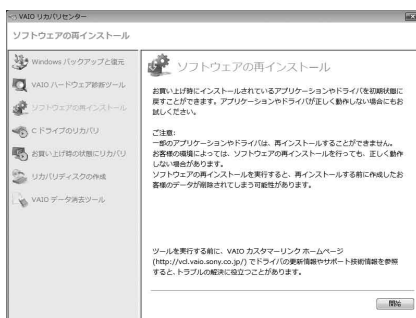 VAIO リカバリセンター
ソフトウェアの再インストール
Windows バックアップと復元
VAIO ハードウェア診断ツール
ソフトウェアの再インストール
C ドライブのリカバリ
お買い上げ時の状態にリカバリ
リカバリディスクの作成
VAIO データ消去ツール
ソフトウェアの再インストール
お買い上げ時にインストールされているアプリケーションやドライバを初期状態に
戻すことができます。アプリケーションやドライバが正しく動作しない場合にもお
試しください。
ご注意:
一部のアプリケーションやドライバは、再インストールすることができません。
お客様の環境によっては、ソフトウェアの再インストールを行っても、正しく動作
しない場合があります。
ソフトウェアの再インストールを実行すると、再インストールする前に作成したお
客様のデータが削除されてしまう可能性があります。
ツールを実行する前に、VAIO カスタマーリンク ホームページ
(http://vcl.vaio.sony.co.jp/) でドライバの更新情報やサポート技術情報を参照
すると、トラブルの解決に役立つことがあります。
開始